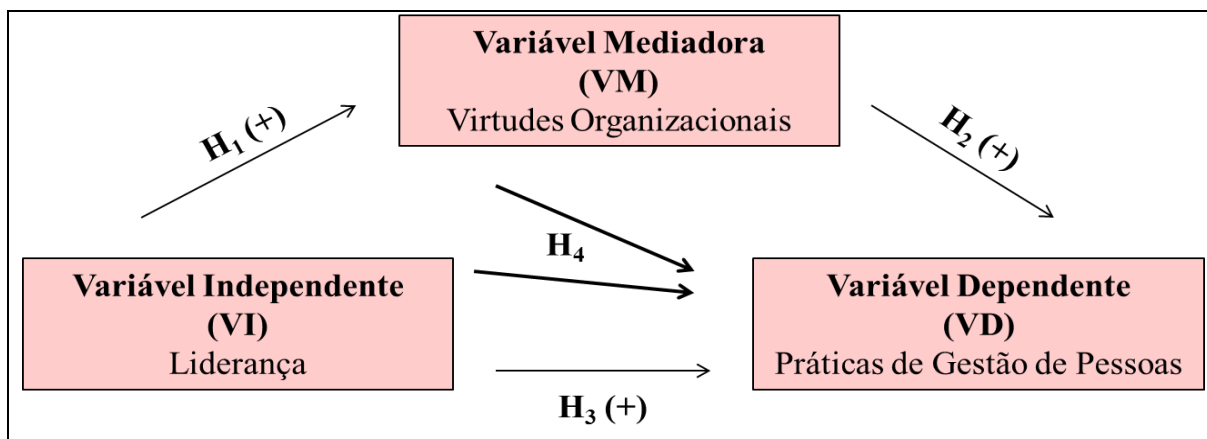 Variável Mediadora
(VM)
Virtudes Organizacionais
H₁ (+)
H₂ (+)
H₄
Variável Independente
(VI)
Liderança
Variável Dependente
(VD)
Práticas de Gestão de Pessoas
H₃ (+)